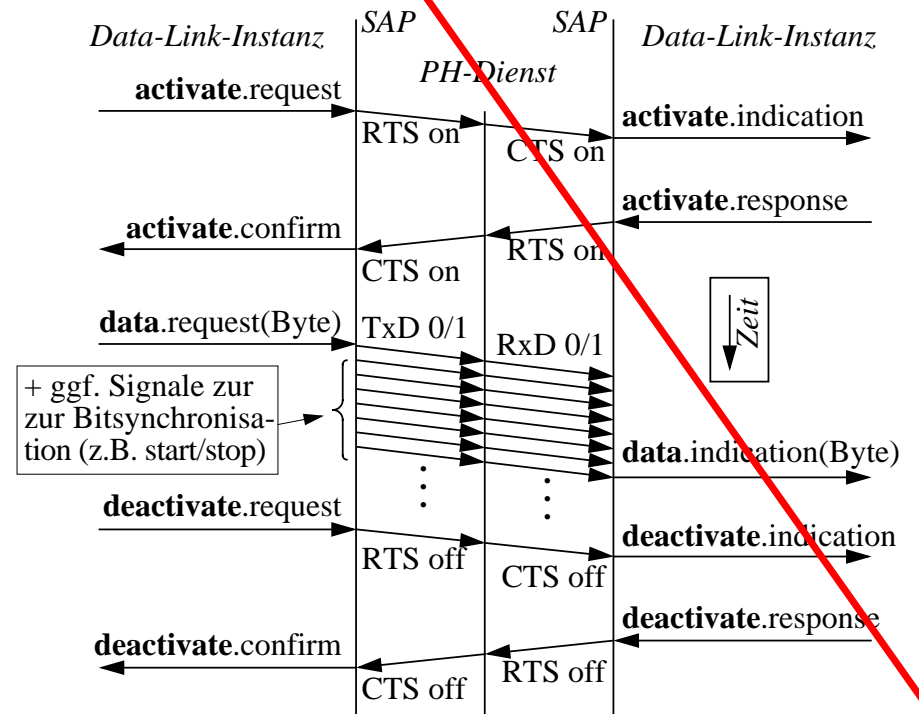 SAP SAP
Data-Link-Instanz Data-Link-Instanz
PH-Dienst
activate.request
RTS on
activate.indication
CTS on
activate.response
activate.confirm
RTS on
CTS on
Zeit
data.request(Byte)
TxD 0/1
RxD 0/1
+ ggf. Signale zur
zur Bitsynchronisa-
tion (z.B. start/stop)
data.indication(Byte)
deactivate.request
deactivate.indication
RTS off
CTS off
deactivate.response
deactivate.confirm
RTS off
CTS off